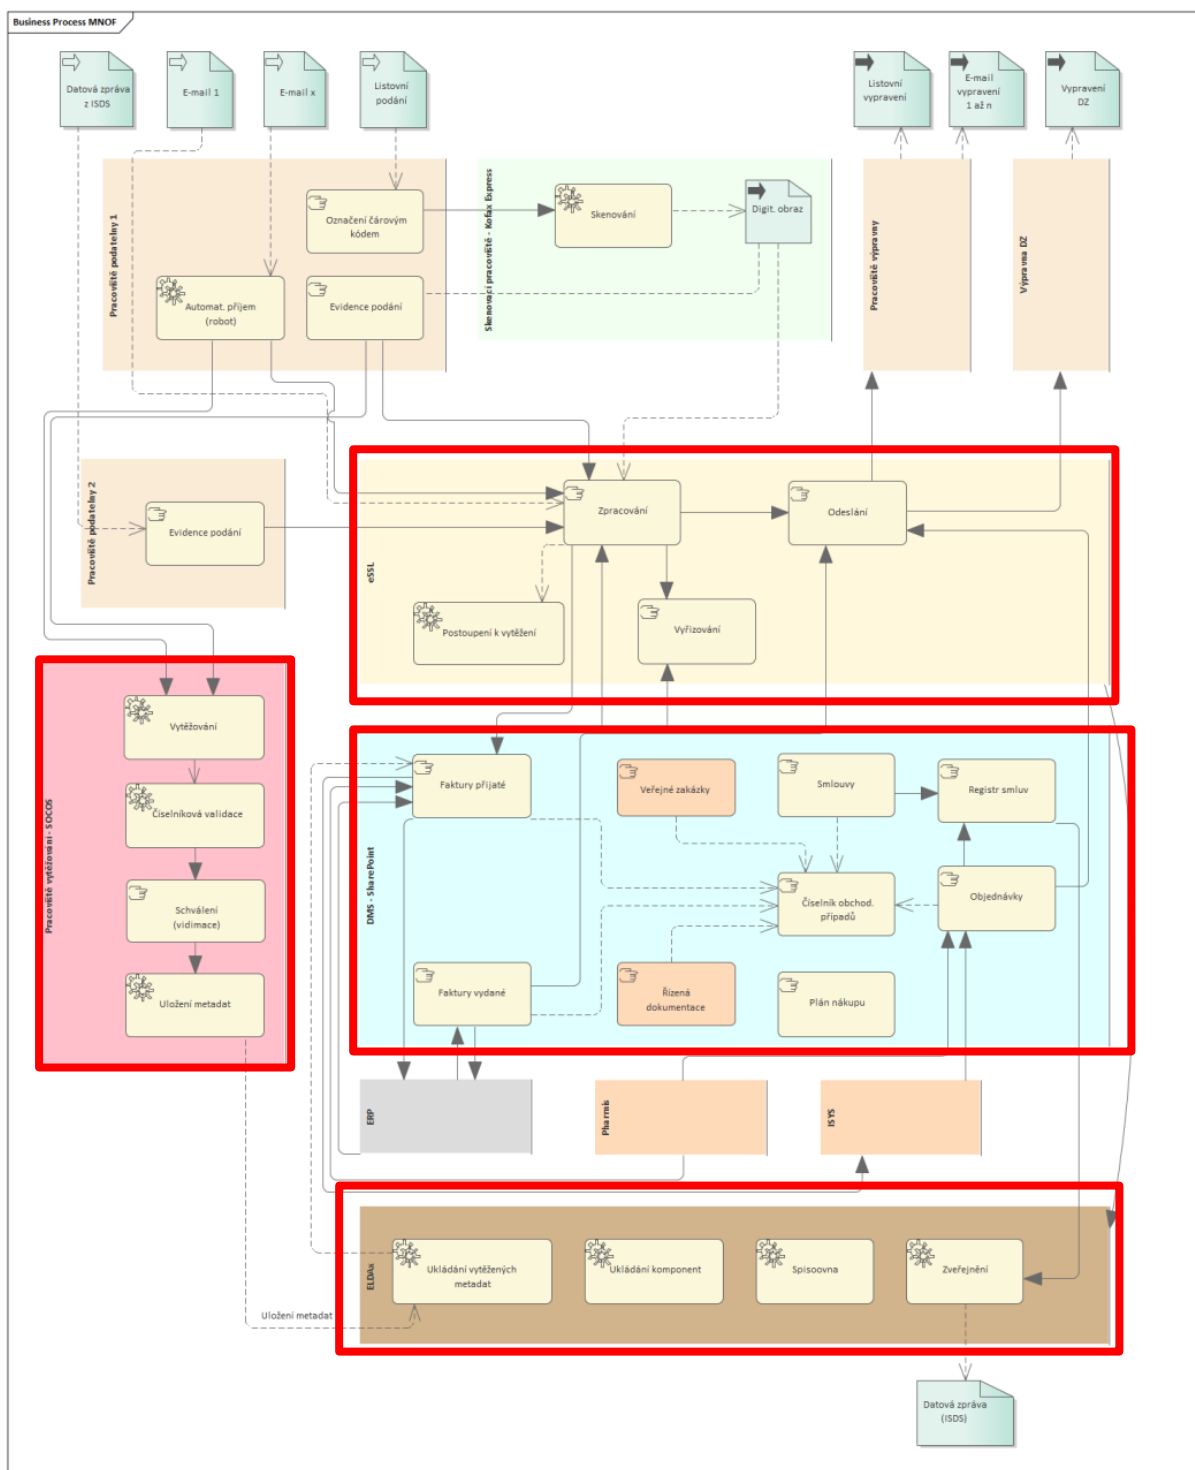 Business Process MNOF
Datová zpráva
z ISDS
E-mail 1
E-mail x
Listovní
podání
Listovní
vypravení
E-mail
vypravení
1 až n
Vypravení
DZ
Pracoviště podatelny 1
Označení čárovým
kódem
Automat. příjem
(robot)
Evidence podání
Skenovací pracoviště - Kofax Express
Skenování
Digit. obraz
Pracoviště výpravny
Výpravna DZ
Pracoviště podatelny 2
Evidence podání
eSSL
Zpracování
Odeslání
Postoupení k vytěžení
Vyřizování
Pracoviště vytěžování - SOCOS
Vytěžování
Číselníková validace
Schválení
(vidimace)
Uložení metadat
DMS - SharePoint
Faktury přijaté
Veřejné zakázky
Smlouvy
Registr smluv
Číselník obchod.
případů
Objednávky
Faktury vydané
Řízená
dokumentace
Plán nákupu
ERP
Pharmis
ISYS
ELDAx
Ukládání vytěžených
metadat
Ukládání komponent
Spisoovna
Zveřejnění
Uložení metadat
Datová zpráva
(ISDS)